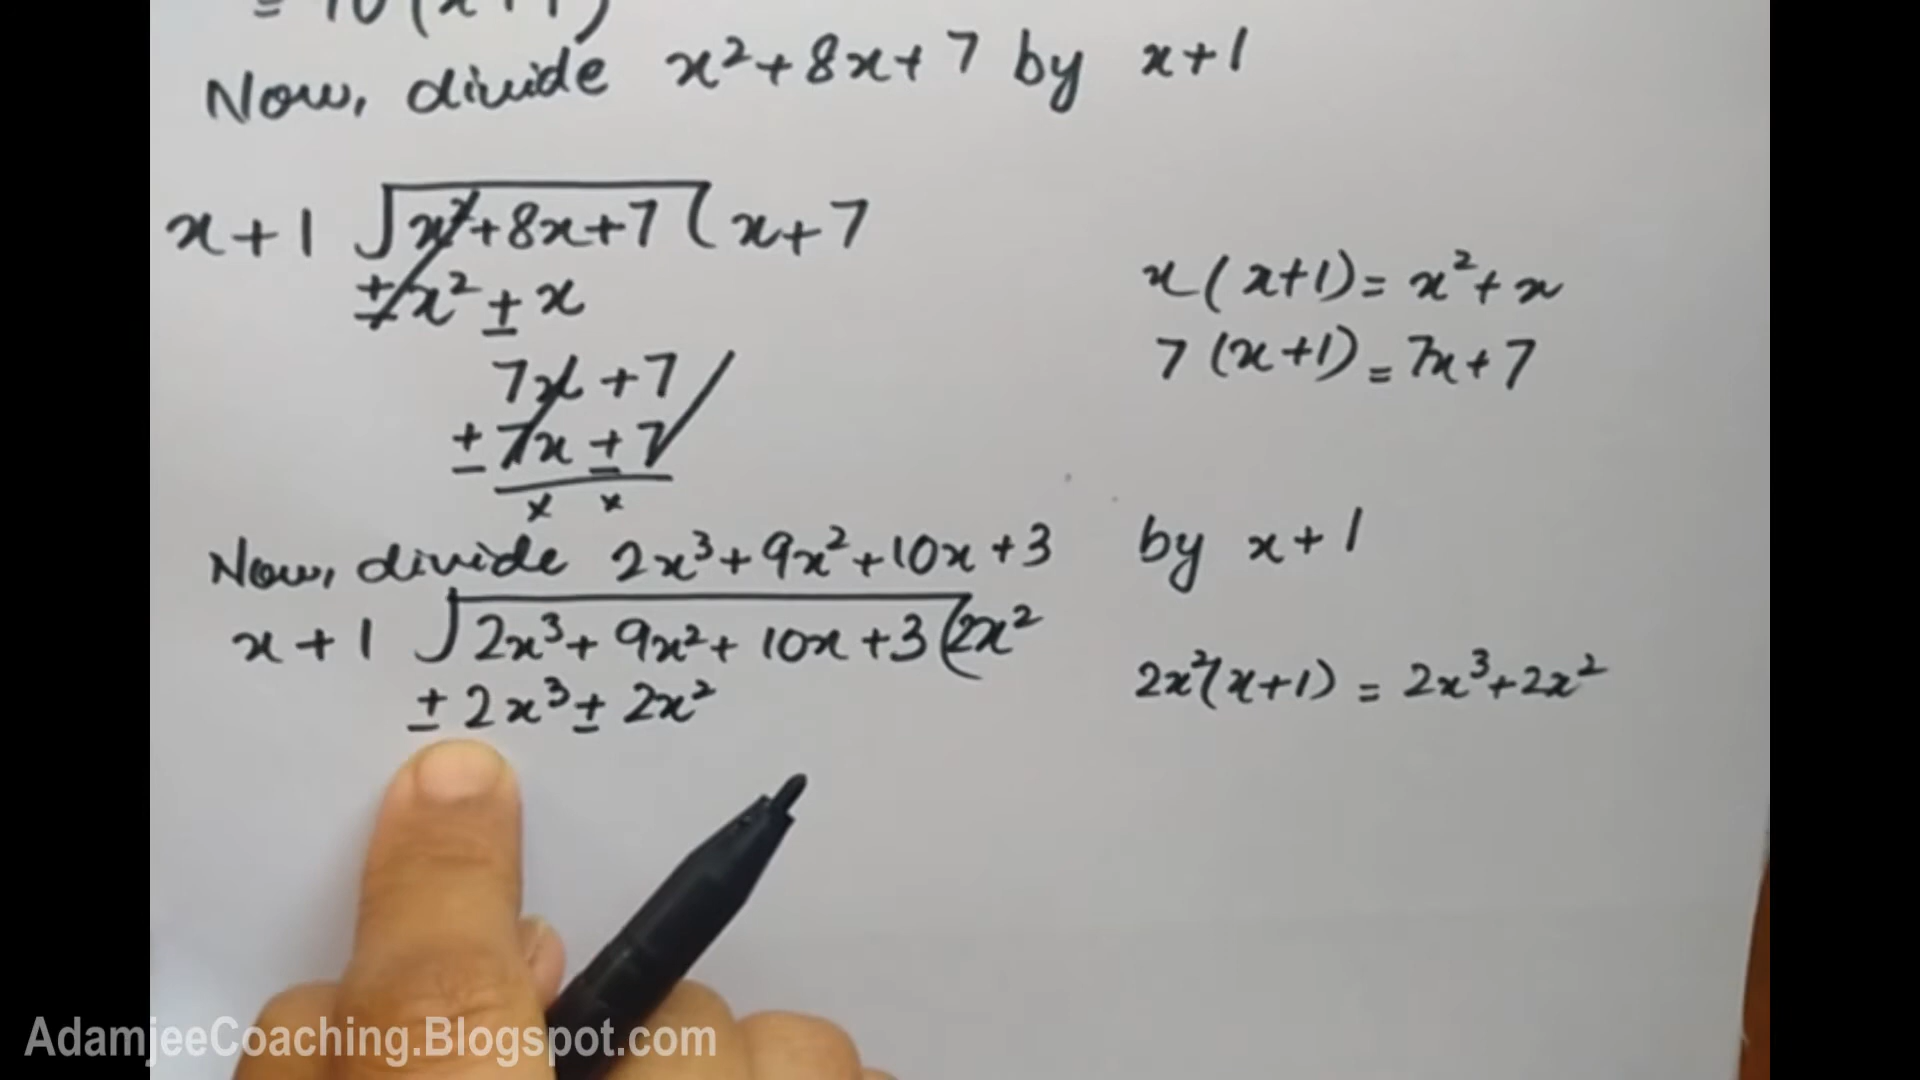 = 10(x+1)
Now, divide x²+8x+7 by x+1
x+1 √x²+8x+7 ( x+7
± x² ± x
x(x+1) = x²+x
7x+7
7(x+1) = 7x+7
± 7x ± 7
x x
Now, divide 2x³+9x²+10x+3 by x+1
x+1 √2x³+9x²+10x+3 (2x²
± 2x³ ± 2x²
2x²(x+1) = 2x³+2x²
AdamjeeCoaching.Blogspot.com